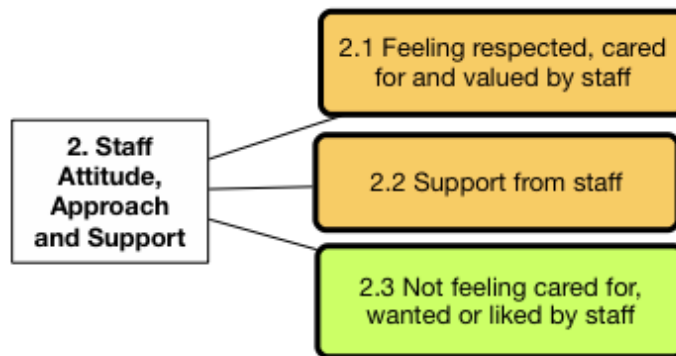 2. Staff
Attitude,
Approach
and Support
2.1 Feeling respected, cared
for and valued by staff
2.2 Support from staff
2.3 Not feeling cared for,
wanted or liked by staff